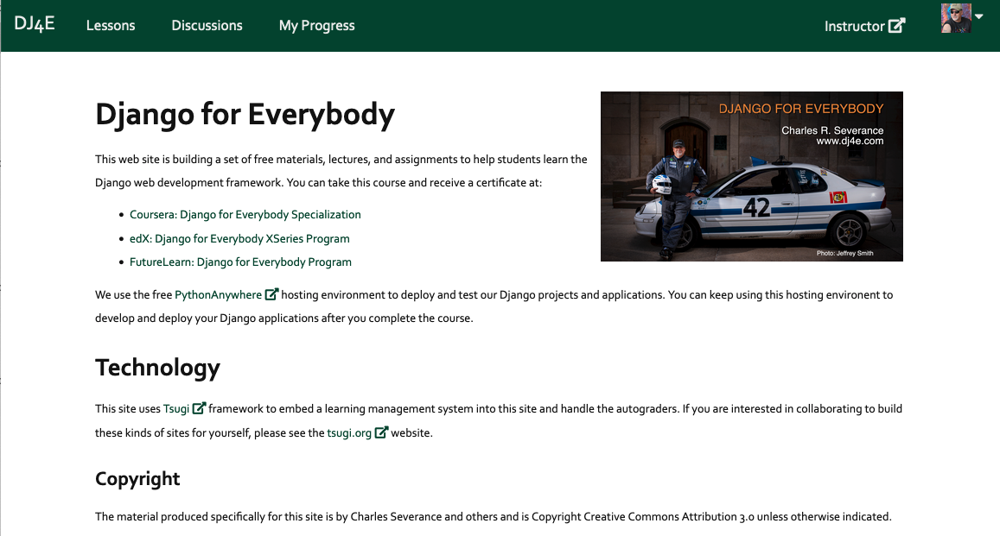 DJ4E
Lessons
Discussions
My Progress
Instructor
Django for Everybody
DJANGO FOR EVERYBODY
Charles R. Severance
www.dj4e.com
42
Photo: Jeffrey Smith
This web site is building a set of free materials, lectures, and assignments to help students learn the
Django web development framework. You can take this course and receive a certificate at:
• Coursera: Django for Everybody Specialization
• edX: Django for Everybody XSeries Program
• FutureLearn: Django for Everybody Program
We use the free PythonAnywhere hosting environment to deploy and test our Django projects and applications. You can keep using this hosting environent to
develop and deploy your Django applications after you complete the course.
Technology
This site uses Tsugi framework to embed a learning management system into this site and handle the autograders. If you are interested in collaborating to build
these kinds of sites for yourself, please see the tsugi.org website.
Copyright
The material produced specifically for this site is by Charles Severance and others and is Copyright Creative Commons Attribution 3.0 unless otherwise indicated.